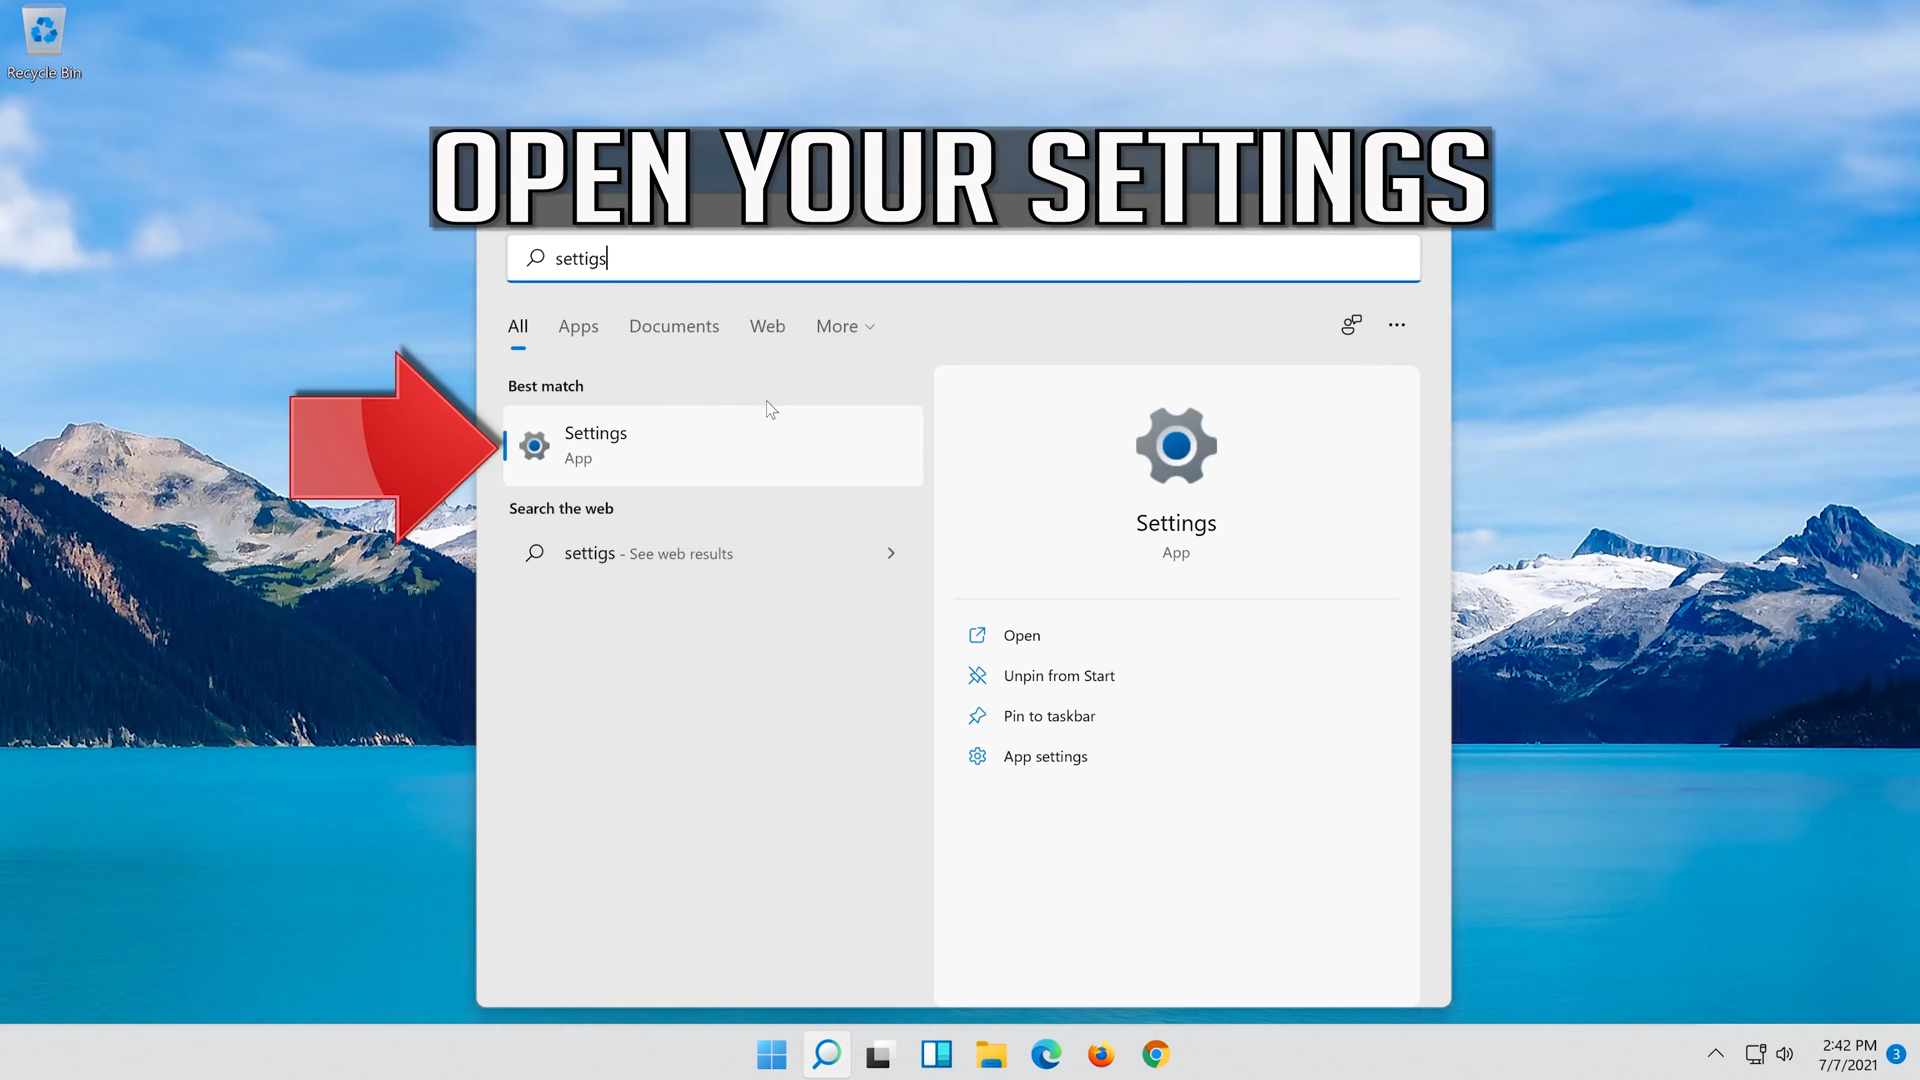 Recycle Bin
OPEN YOUR SETTINGS
settigs
All Apps Documents Web More
Best match
Settings
App
Search the web
settigs - See web results
Settings
App
Open
Unpin from Start
Pin to taskbar
App settings
2:42 PM
7/7/2021
3